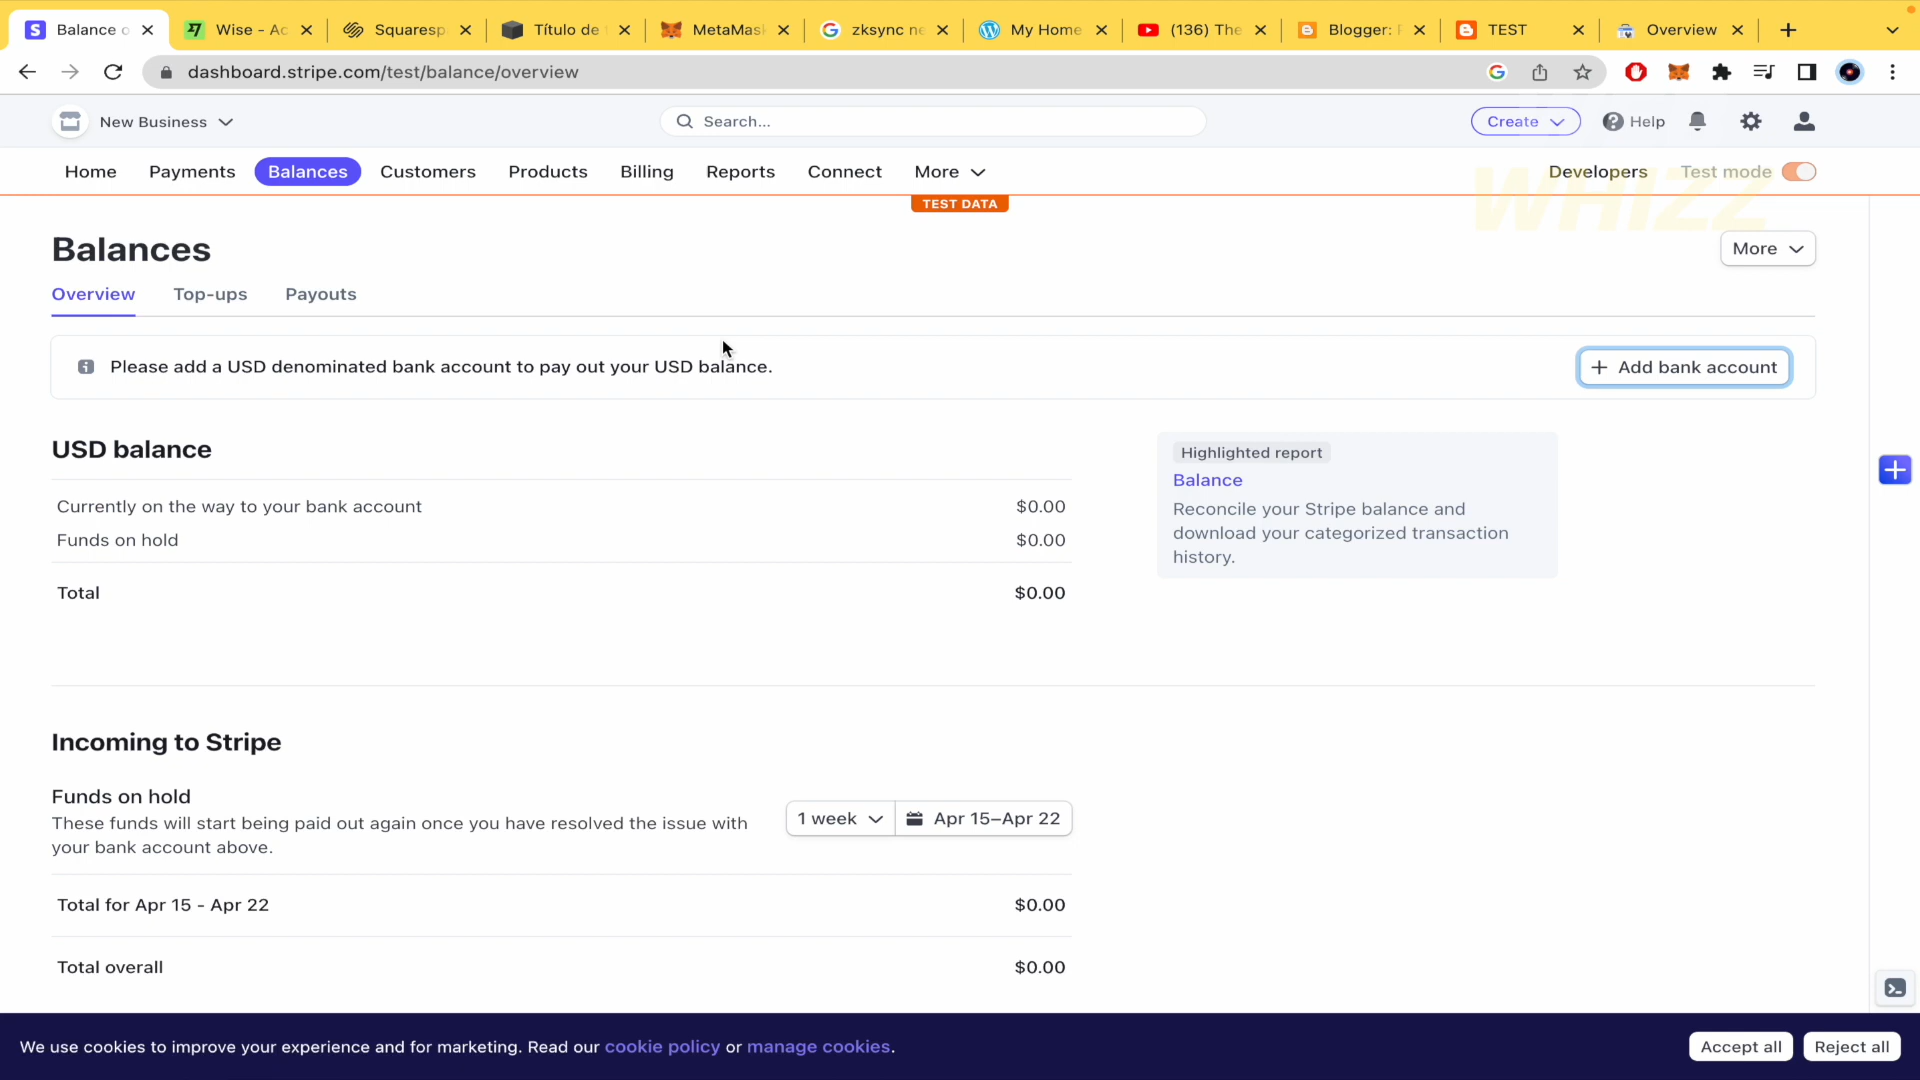 Balance o
Wise - Ac
Squaresp
Título de
MetaMas
zksync ne
My Home
(136) The
Blogger: P
TEST
Overview
dashboard.stripe.com/test/balance/overview
New Business
Search...
Create
Help
Home
Payments
Balances
Customers
Products
Billing
Reports
Connect
More
Developers
Test mode
TEST DATA
WHIZZ
Balances
More
Overview
Top-ups
Payouts
Please add a USD denominated bank account to pay out your USD balance.
+ Add bank account
USD balance
Currently on the way to your bank account $0.00
Funds on hold $0.00
Total $0.00
Highlighted report
Balance
Reconcile your Stripe balance and
download your categorized transaction
history.
Incoming to Stripe
Funds on hold
These funds will start being paid out again once you have resolved the issue with
your bank account above.
1 week
Apr 15–Apr 22
Total for Apr 15 - Apr 22 $0.00
Total overall $0.00
We use cookies to improve your experience and for marketing. Read our cookie policy or manage cookies.
Accept all
Reject all